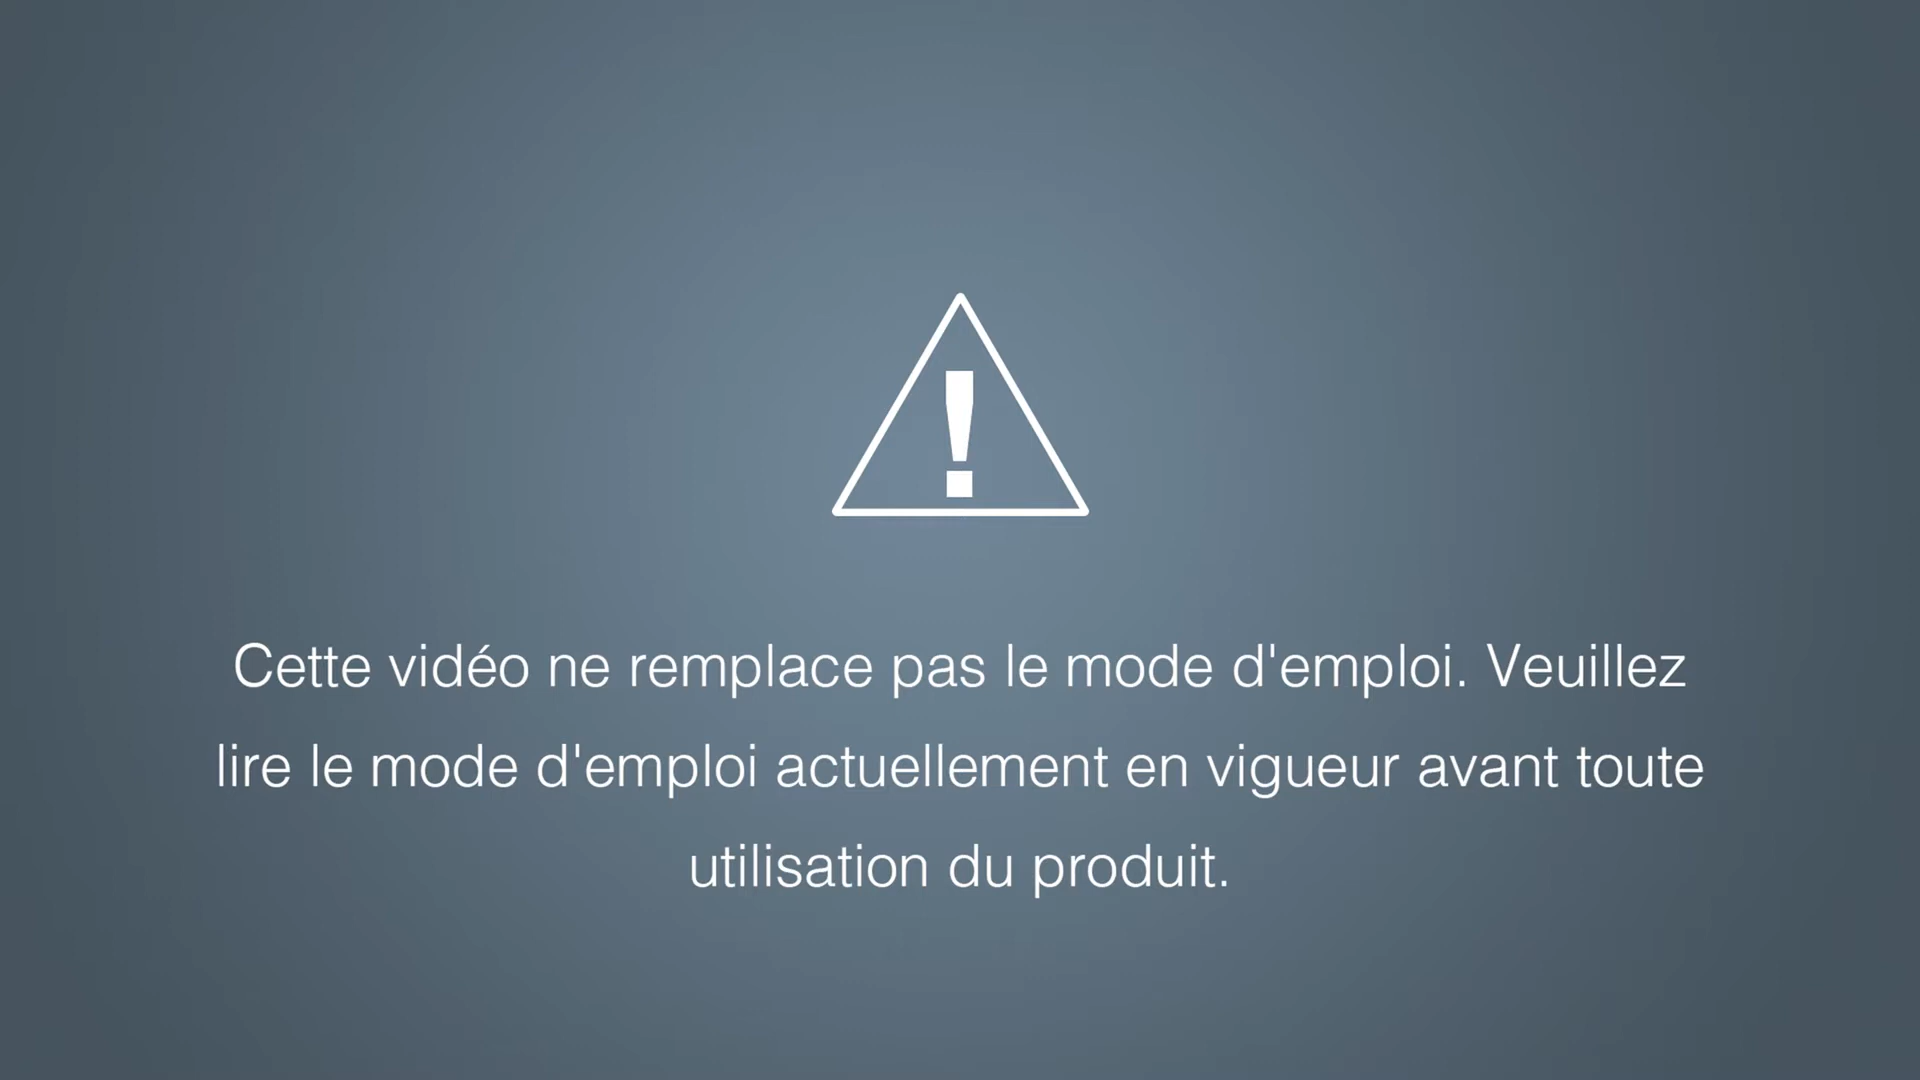 Cette vidéo ne remplace pas le mode d'emploi. Veuillez
lire le mode d'emploi actuellement en vigueur avant toute
utilisation du produit.